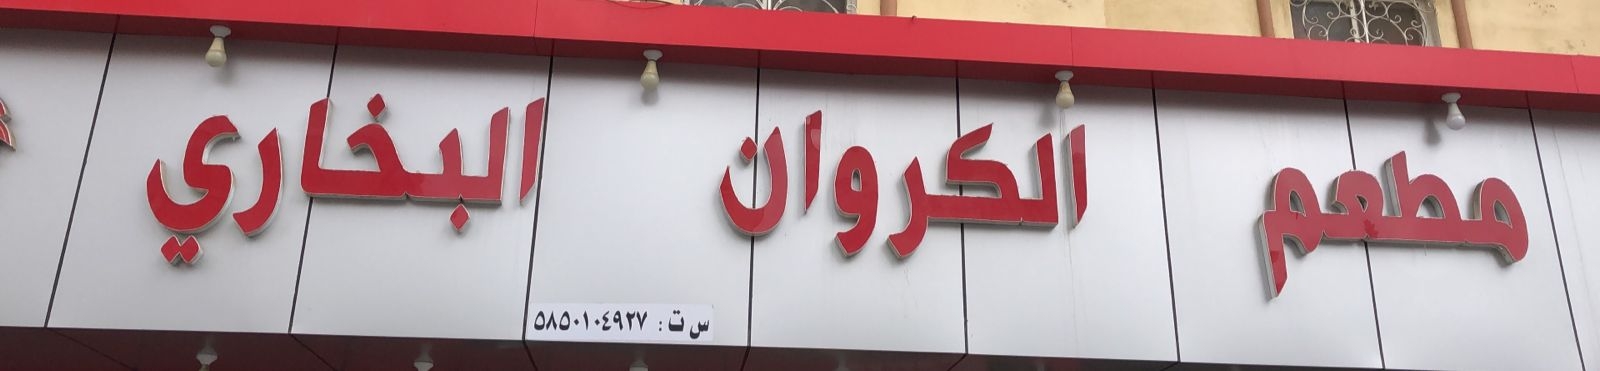 مطعم الكروان البخاري
س ت : ٥٨٥٠١٠٤٩٢٧